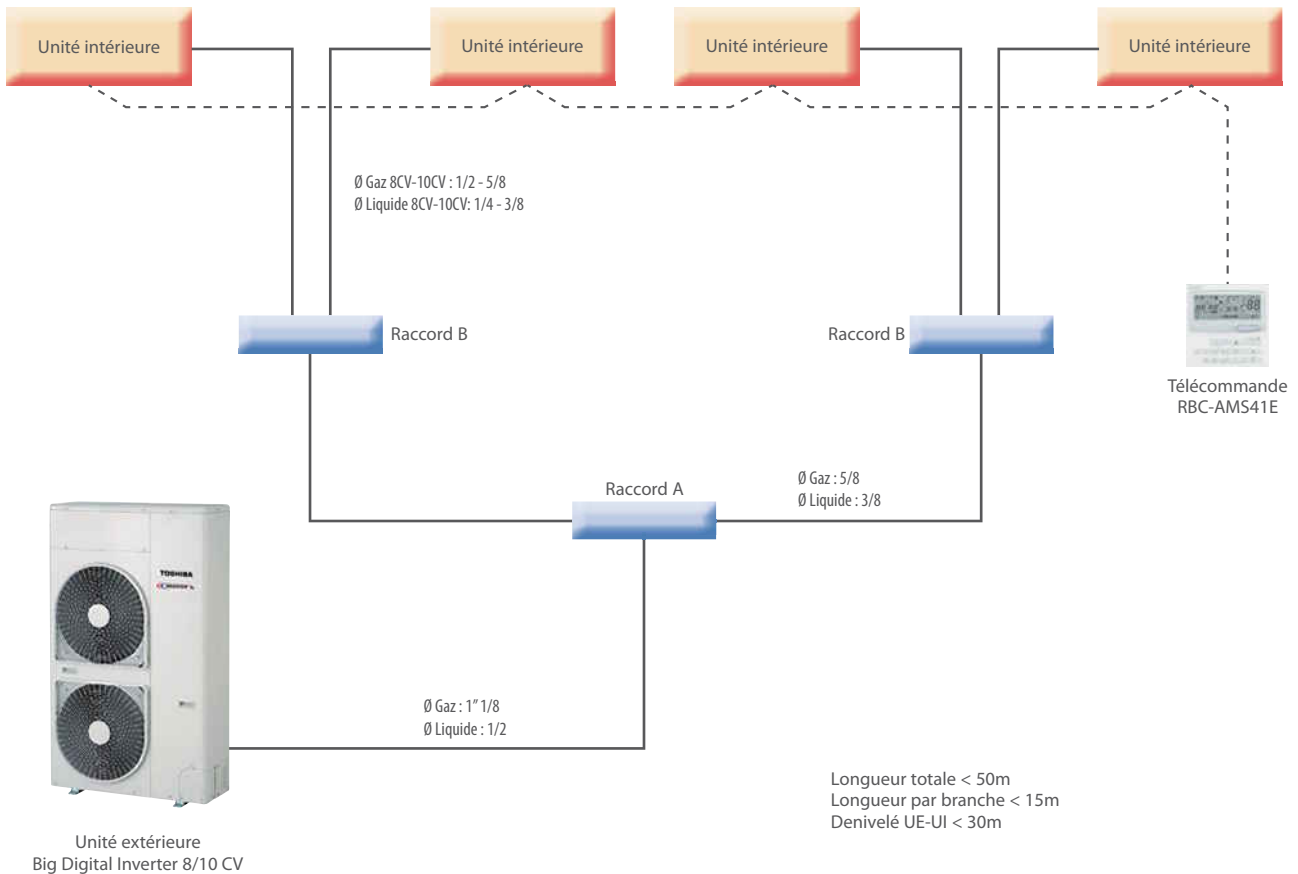 Unité intérieure
Unité intérieure
Unité intérieure
Unité intérieure
Ø Gaz 8CV-10CV : 1/2 - 5/8
Ø Liquide 8CV-10CV: 1/4 - 3/8
Raccord B
Raccord B
Télécommande
RBC-AMS41E
Ø Gaz : 5/8
Ø Liquide : 3/8
Raccord A
TOSHIBA
Ø Gaz : 1’’ 1/8
Ø Liquide : 1/2
Longueur totale < 50m
Longueur par branche < 15m
Denivelé UE-UI < 30m
Unité extérieure
Big Digital Inverter 8/10 CV